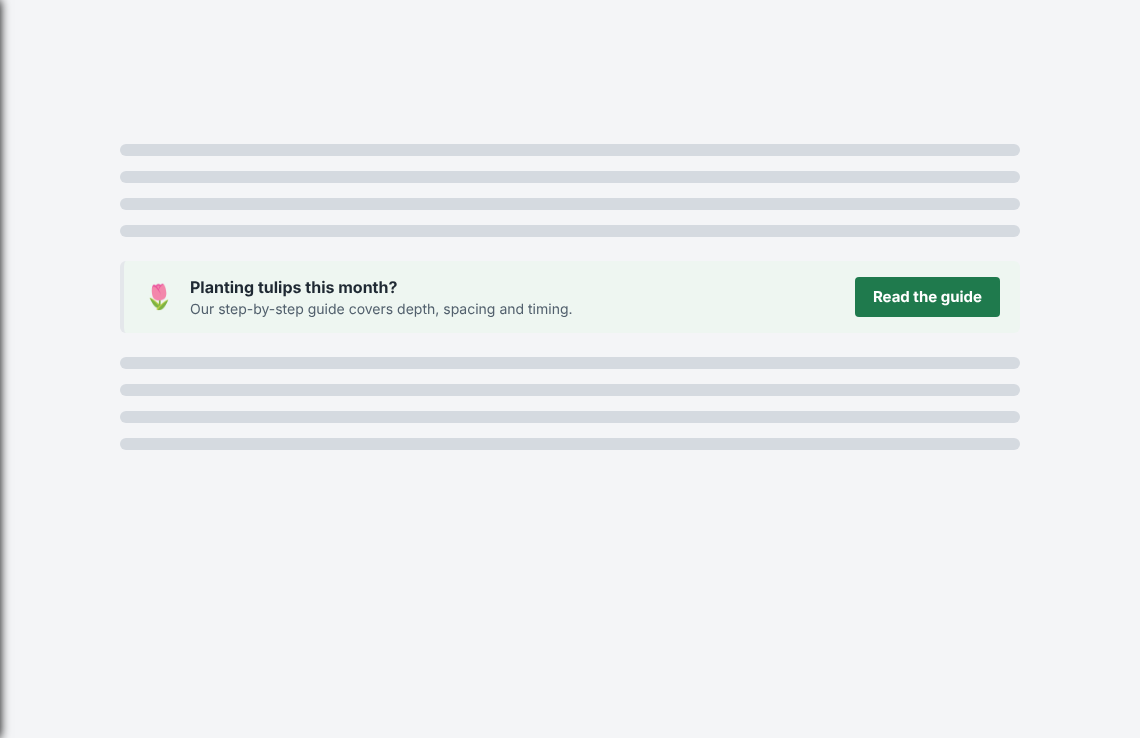 Planting tulips this month?
Our step-by-step guide covers depth, spacing and timing.
Read the guide